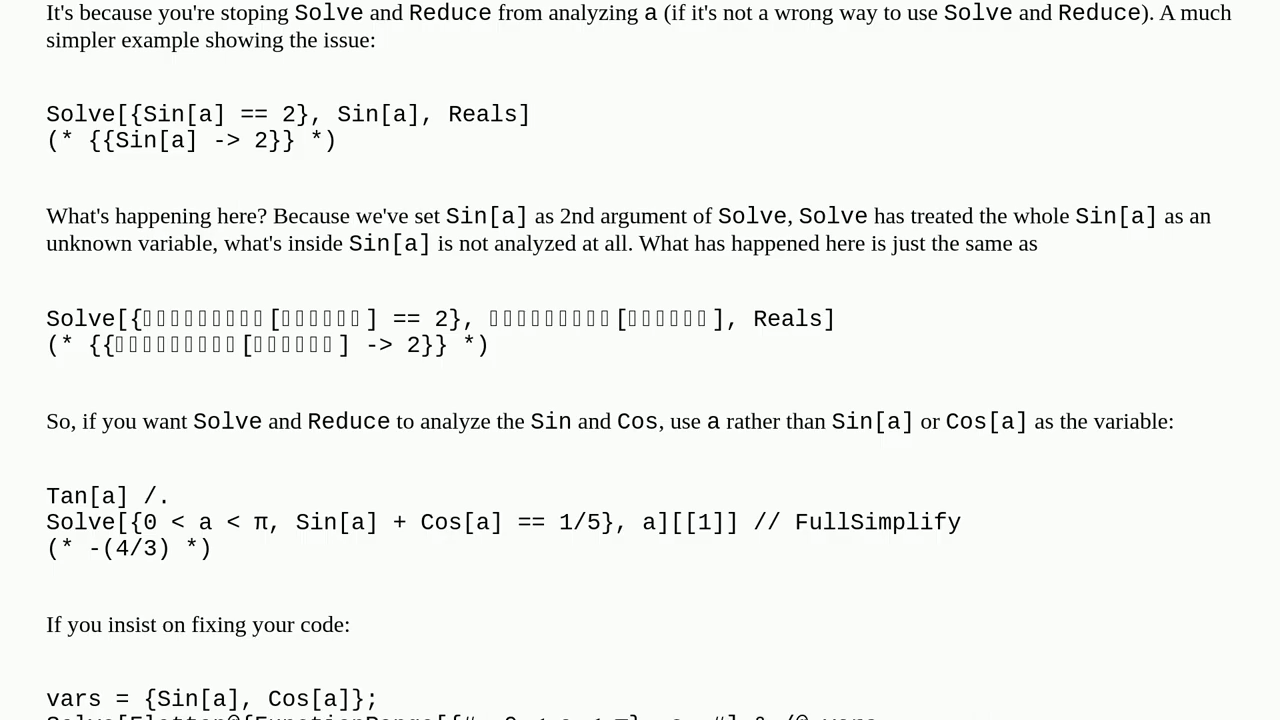 It's because you're stoping Solve and Reduce from analyzing a (if it's not a wrong way to use Solve and Reduce). A much
simpler example showing the issue:
Solve[{Sin[a] == 2}, Sin[a], Reals]
(* {{Sin[a] -> 2}} *)
What's happening here? Because we've set Sin[a] as 2nd argument of Solve, Solve has treated the whole Sin[a] as an
unknown variable, what's inside Sin[a] is not analyzed at all. What has happened here is just the same as
Solve[{[] == 2}, [], Reals]
(* {{[] -> 2}} *)
So, if you want Solve and Reduce to analyze the Sin and Cos, use a rather than Sin[a] or Cos[a] as the variable:
Tan[a] /.
Solve[{0 < a < π, Sin[a] + Cos[a] == 1/5}, a][[1]] // FullSimplify
(* -(4/3) *)
If you insist on fixing your code:
vars = {Sin[a], Cos[a]};